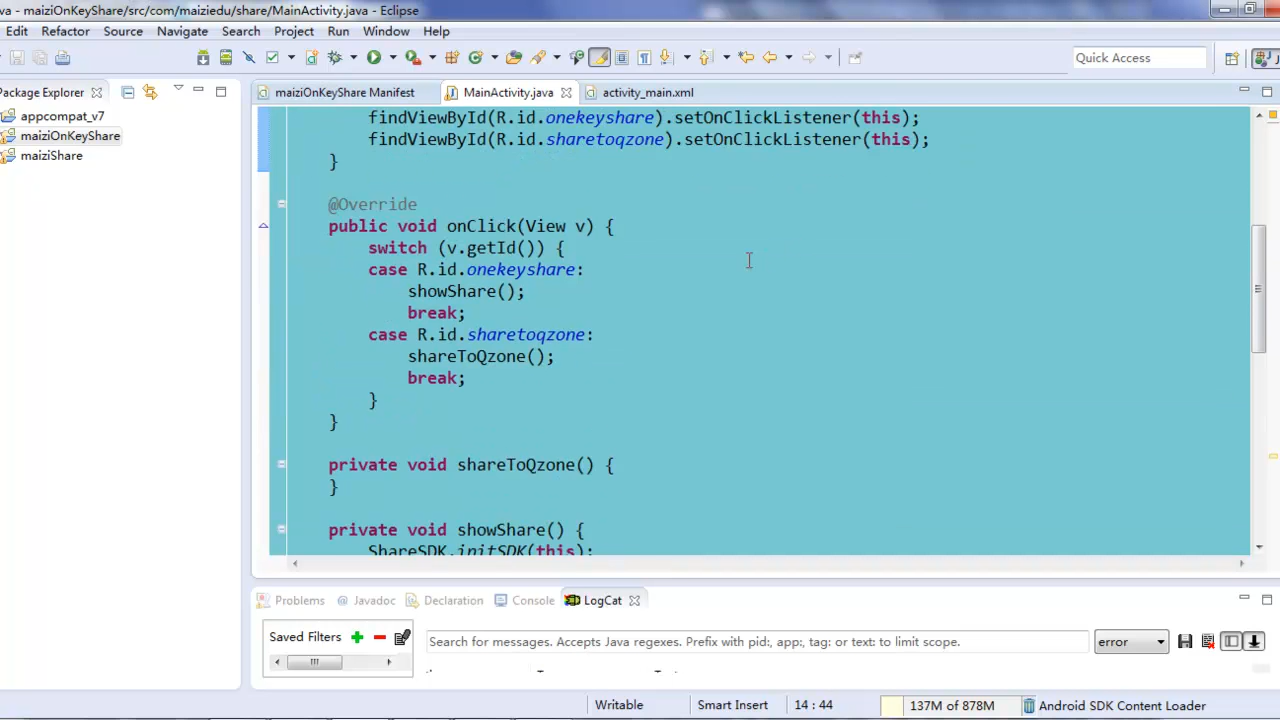 va - maiziOnKeyShare/src/com/maiziedu/share/MainActivity.java - Eclipse
Edit Refactor Source Navigate Search Project Run Window Help
Quick Access
Package Explorer
maiziOnKeyShare Manifest MainActivity.java activity_main.xml
appcompat_v7
maiziOnKeyShare
maiziShare
findViewById(R.id.onekeyshare).setOnClickListener(this);
findViewById(R.id.sharetoqzone).setOnClickListener(this);
}
@Override
public void onClick(View v) {
switch (v.getId()) {
case R.id.onekeyshare:
showShare();
break;
case R.id.sharetoqzone:
shareToQzone();
break;
}
}
private void shareToQzone() {
}
private void showShare() {
ShareSDK.initSDK(this);
Problems @ Javadoc Declaration Console LogCat
Saved Filters
Search for messages. Accepts Java regexes. Prefix with pid:, app:, tag: or text: to limit scope.
error
Writable Smart Insert 14 : 44 137M of 878M Android SDK Content Loader